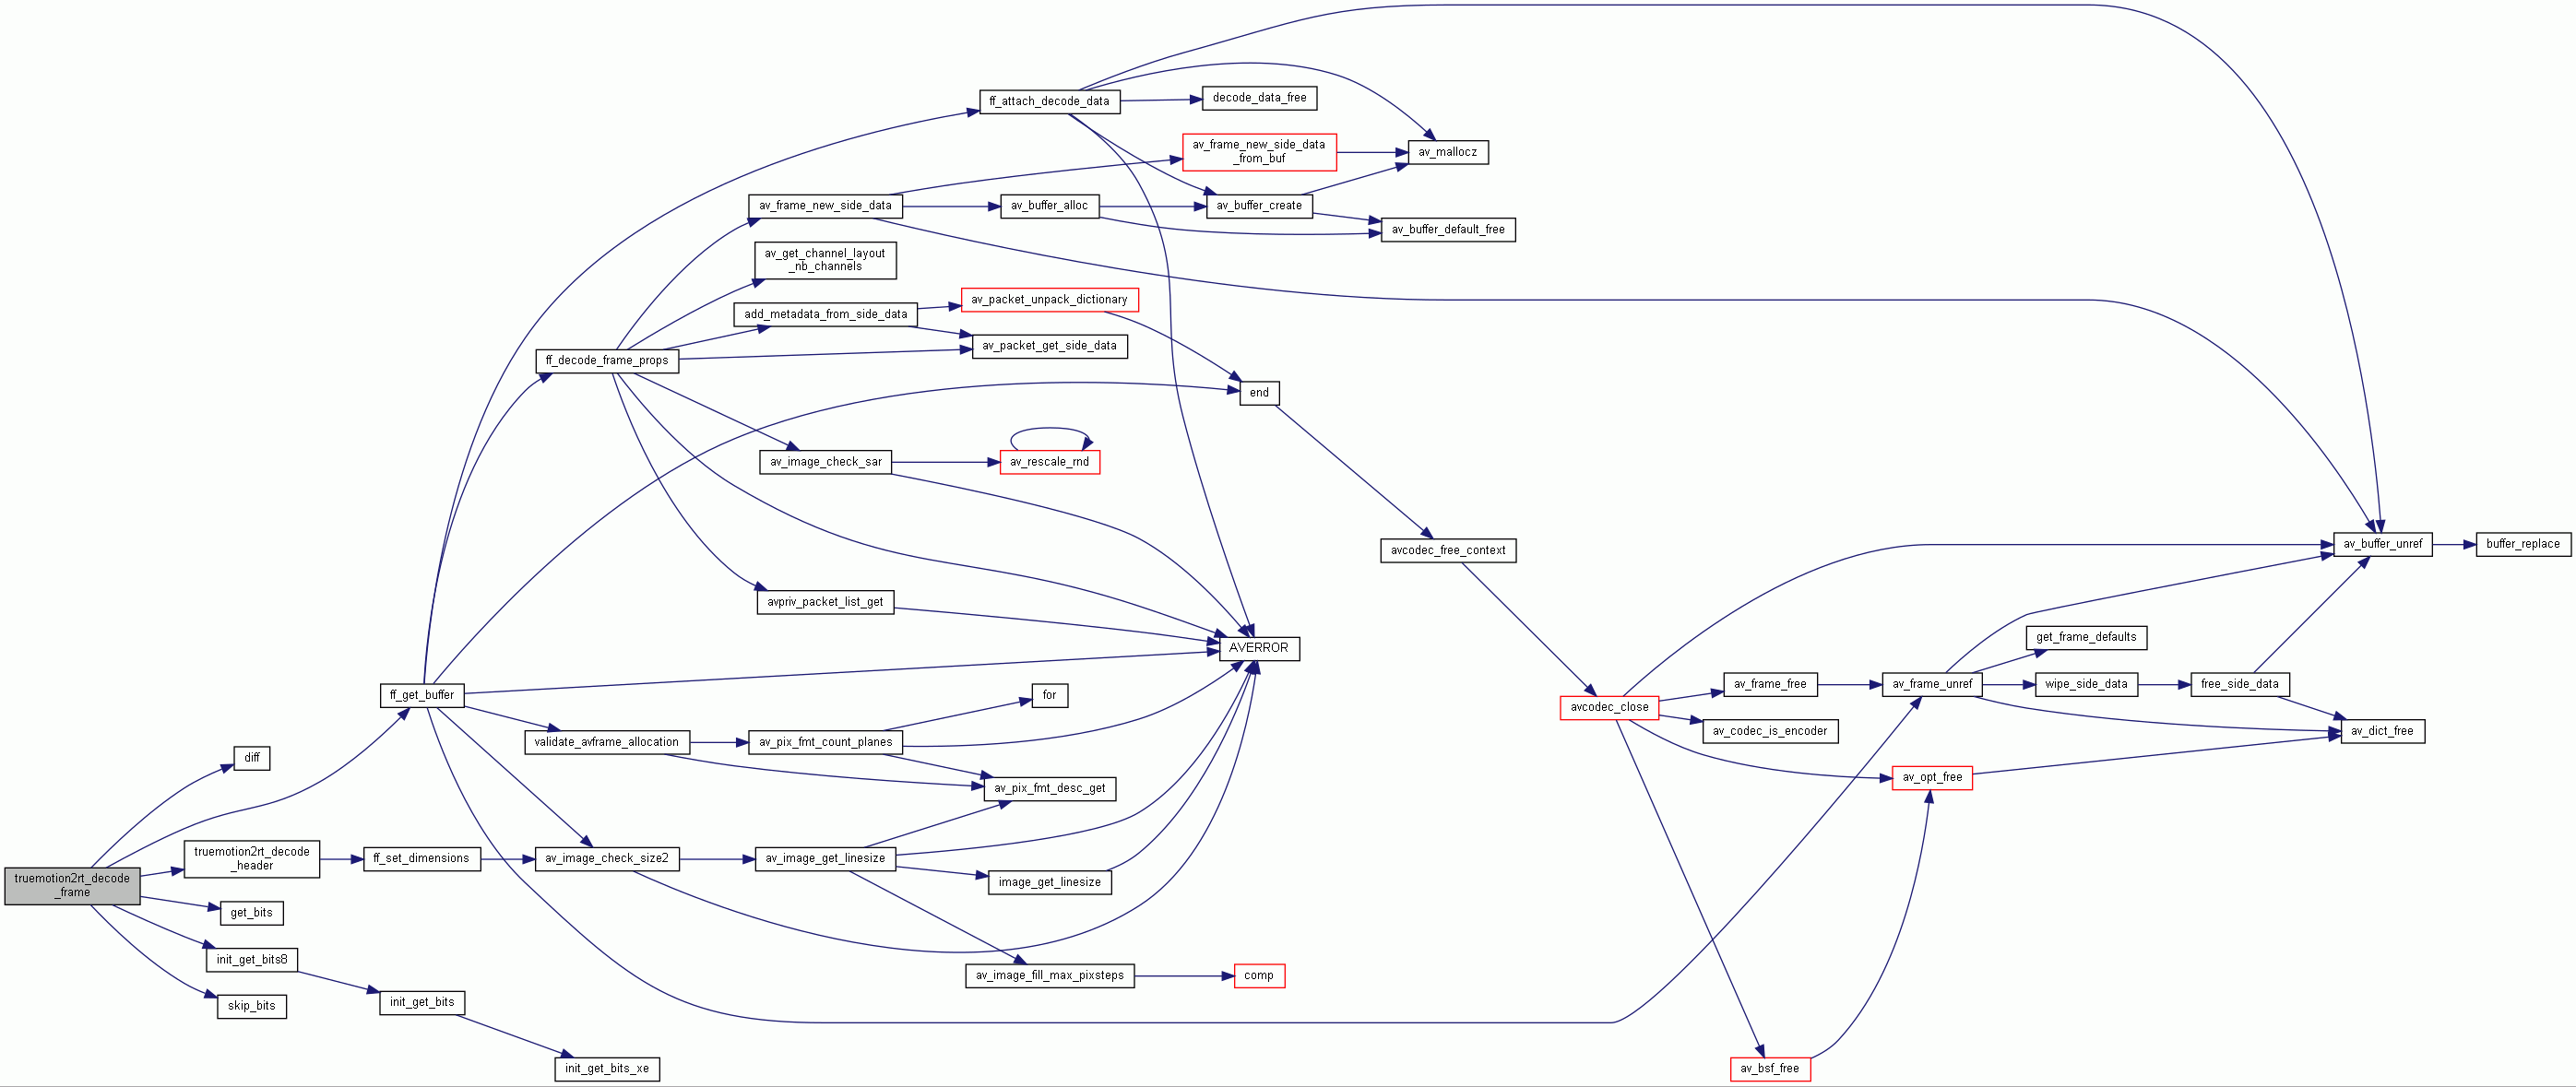 ff_attach_decode_data
decode_data_free
av_frame_new_side_data
_from_buf
av_mallocz
av_frame_new_side_data
av_buffer_alloc
av_buffer_create
av_buffer_default_free
av_get_channel_layout
_nb_channels
av_packet_unpack_dictionary
add_metadata_from_side_data
av_packet_get_side_data
ff_decode_frame_props
end
av_image_check_sar
av_rescale_rnd
avcodec_free_context
av_buffer_unref
buffer_replace
avpriv_packet_list_get
get_frame_defaults
AVERROR
ff_get_buffer
for
avcodec_close
av_frame_free
av_frame_unref
wipe_side_data
free_side_data
av_codec_is_encoder
av_dict_free
validate_avframe_allocation
av_pix_fmt_count_planes
diff
av_opt_free
av_pix_fmt_desc_get
truemotion2rt_decode
_header
ff_set_dimensions
av_image_check_size2
av_image_get_linesize
truemotion2rt_decode
_frame
image_get_linesize
get_bits
init_get_bits8
av_image_fill_max_pixsteps
comp
skip_bits
init_get_bits
init_get_bits_xe
av_bsf_free